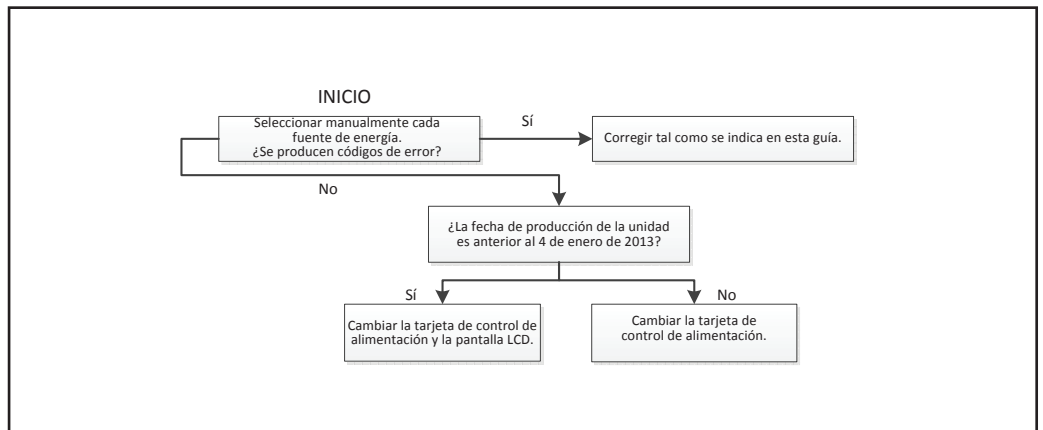 INICIO
Seleccionar manualmente cada
fuente de energía.
¿Se producen códigos de error?
Sí
Corregir tal como se indica en esta guía.
No
¿La fecha de producción de la unidad
es anterior al 4 de enero de 2013?
Sí
No
Cambiar la tarjeta de control de
alimentación y la pantalla LCD.
Cambiar la tarjeta de
control de alimentación.